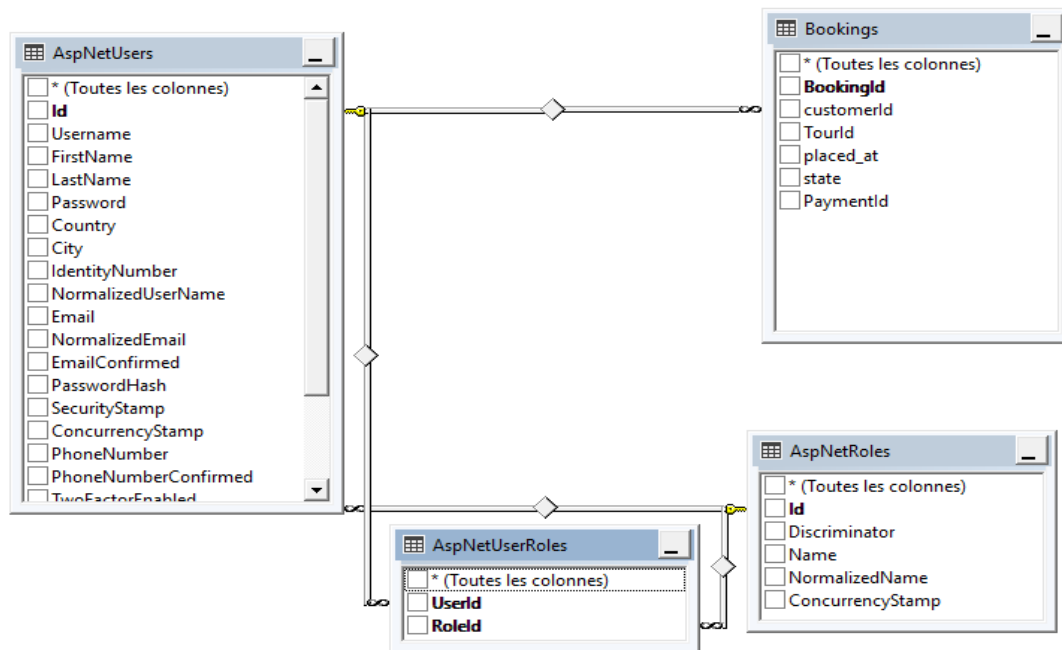 AspNetUsers
* (Toutes les colonnes)
Id
Username
FirstName
LastName
Password
Country
City
IdentityNumber
NormalizedUserName
Email
NormalizedEmail
EmailConfirmed
PasswordHash
SecurityStamp
ConcurrencyStamp
PhoneNumber
PhoneNumberConfirmed
TwoFactorEnabled
Bookings
* (Toutes les colonnes)
BookingId
customerId
TourId
placed_at
state
PaymentId
AspNetRoles
* (Toutes les colonnes)
Id
Discriminator
Name
NormalizedName
ConcurrencyStamp
AspNetUserRoles
* (Toutes les colonnes)
UserId
RoleId